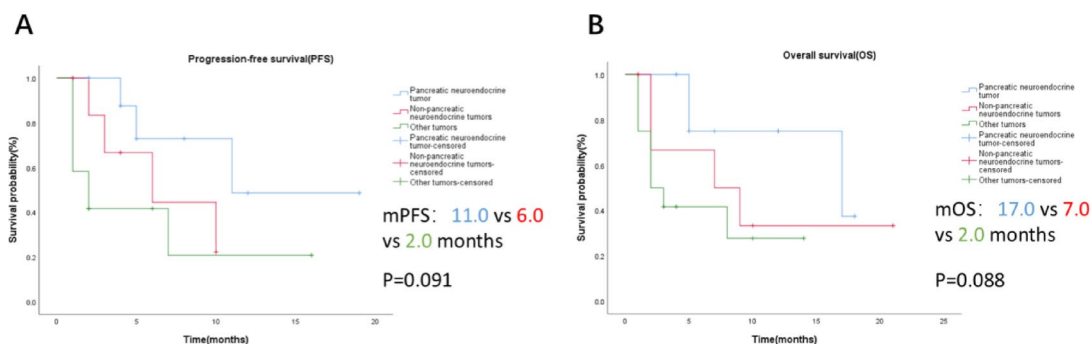 A
Progression-free survival(PFS)
Survival probability(%)
1.0
0.8
0.6
0.4
0.2
0.0
0
5
10
15
20
Time(months)
Pancreatic neuroendocrine
tumor
Non-pancreatic
neuroendocrine tumors
Other tumors
Pancreatic neuroendocrine
tumor-censored
Non-pancreatic
neuroendocrine tumors-
censored
Other tumors-censored
mPFS: 11.0 vs 6.0
vs 2.0 months
P=0.091
B
Overall survival(OS)
Survival probability(%)
1.0
0.8
0.6
0.4
0.2
0.0
0
5
10
15
20
25
Time(months)
Pancreatic neuroendocrine
tumor
Non-pancreatic
neuroendocrine tumors
Other tumors
Pancreatic neuroendocrine
tumor-censored
Non-pancreatic
neuroendocrine tumors-
censored
Other tumors-censored
mOS: 17.0 vs 7.0
vs 2.0 months
P=0.088